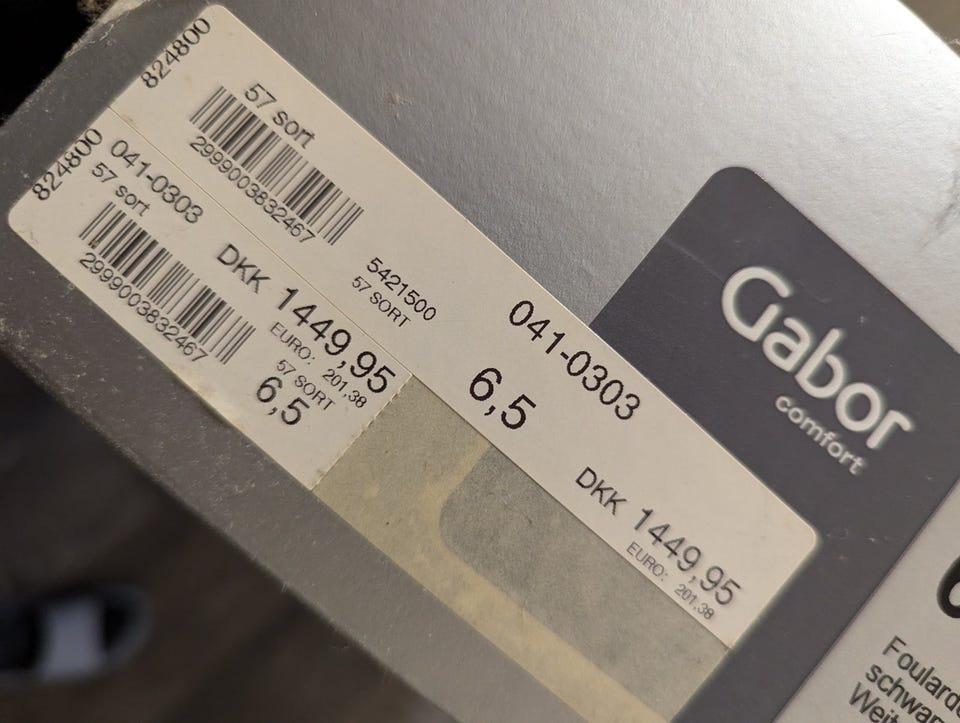 824800
57 sort
2999003832467
5421500
57 SORT
041-0303
6,5
DKK 1449,95
EURO: 201,38
824800
041-0303
57 sort
2999003832467
DKK 1449,95
EURO: 201,38
57 SORT
6,5
Gabor
comfort